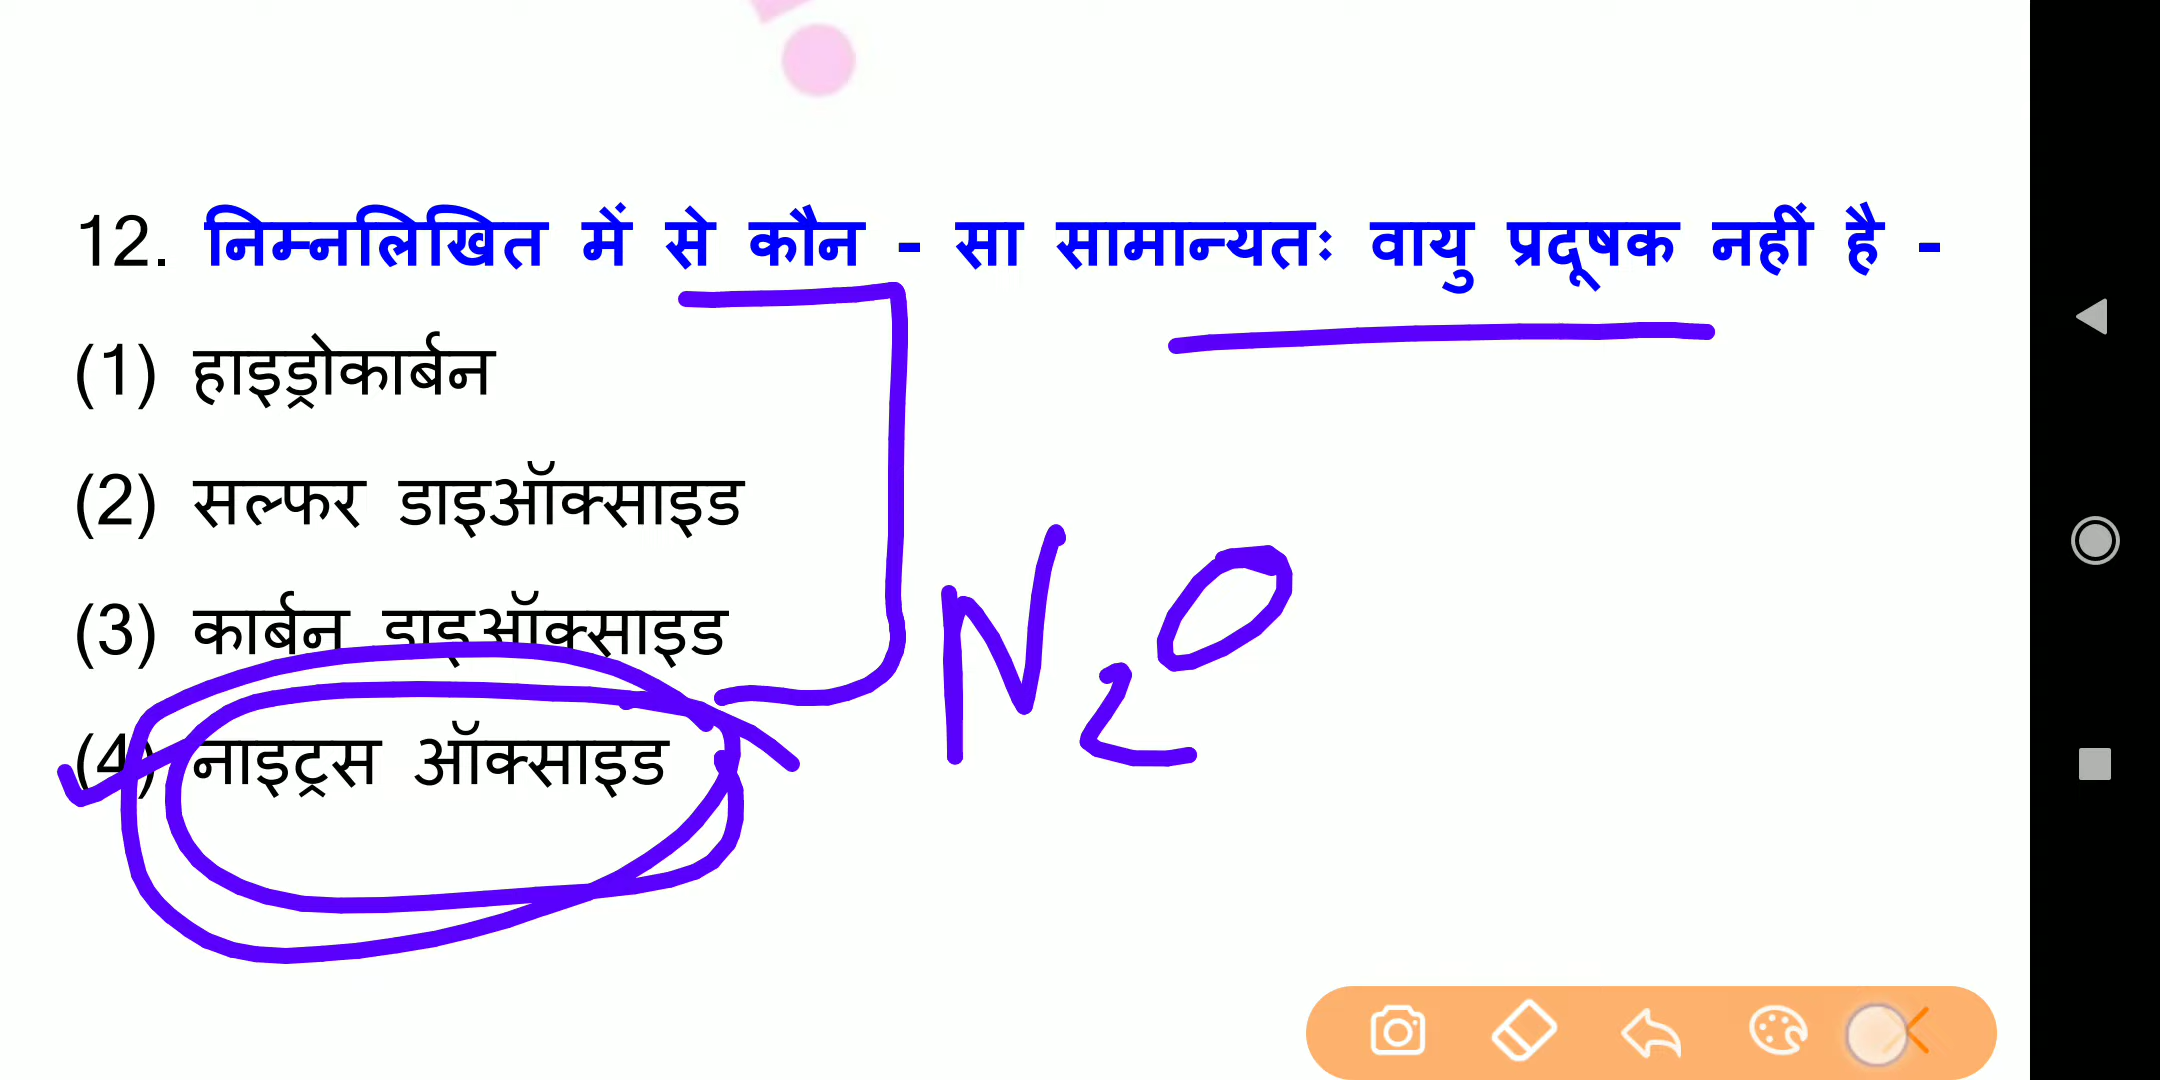 12. निम्नलिखित में से कौन - सा सामान्यतः वायु प्रदूषक नहीं है -
(1) हाइड्रोकार्बन
(2) सल्फर डाइऑक्साइड
(3) कार्बन डाइऑक्साइड
(4) नाइट्रस ऑक्साइड
N2O